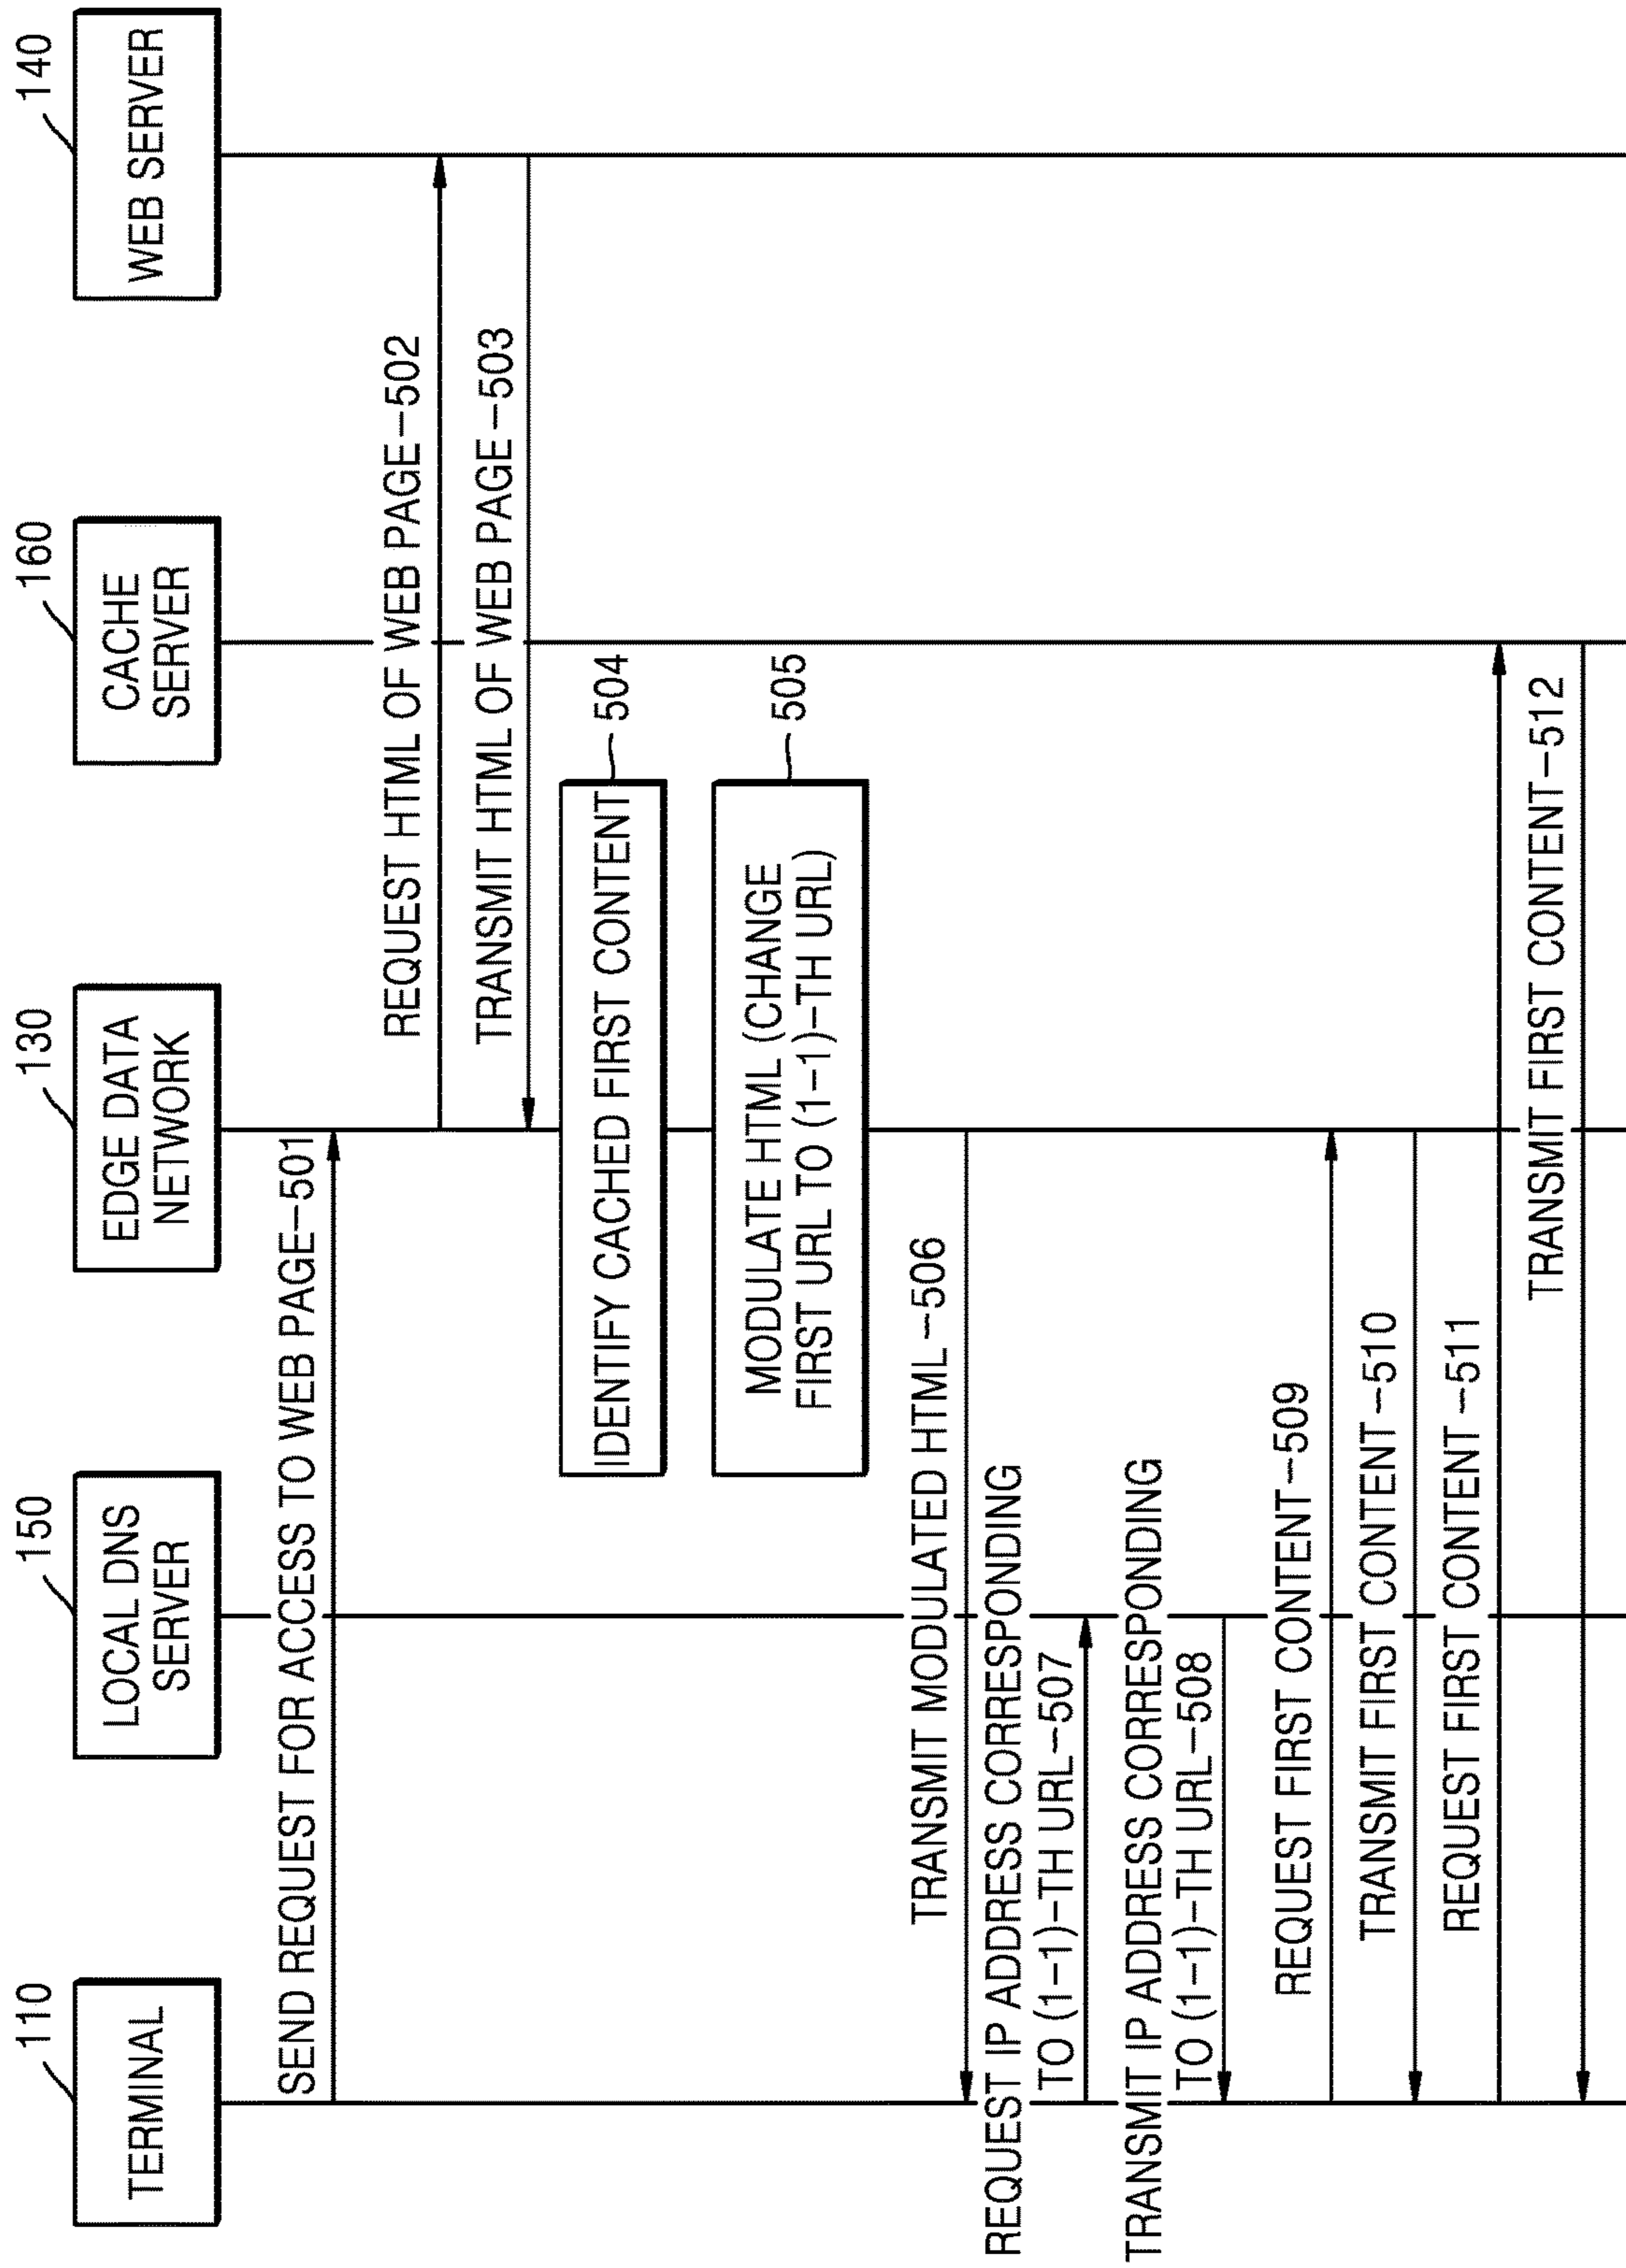 110
TERMINAL
150
LOCAL DNS
SERVER
130
EDGE DATA
NETWORK
160
CACHE
SERVER
140
WEB SERVER
SEND REQUEST FOR ACCESS TO WEB PAGE-501
REQUEST HTML OF WEB PAGE-502
TRANSMIT HTML OF WEB PAGE-503
IDENTIFY CACHED FIRST CONTENT
504
MODULATE HTML (CHANGE
FIRST URL TO (1-1)-TH URL)
505
TRANSMIT MODULATED HTML-506
REQUEST IP ADDRESS CORRESPONDING
TO (1-1)-TH URL-507
TRANSMIT IP ADDRESS CORRESPONDING
TO (1-1)-TH URL-508
REQUEST FIRST CONTENT-509
TRANSMIT FIRST CONTENT-510
REQUEST FIRST CONTENT-511
TRANSMIT FIRST CONTENT-512